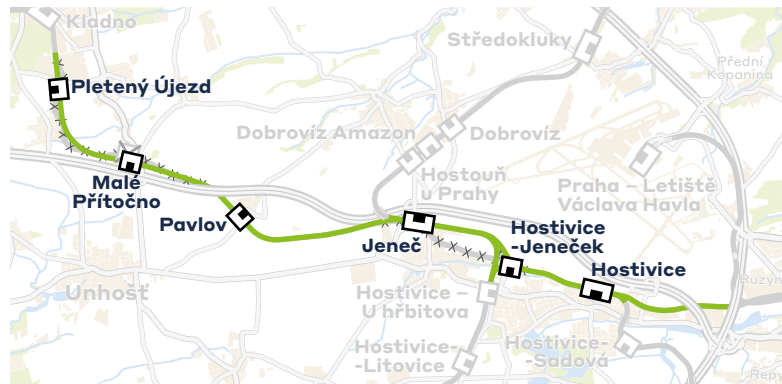 Kladno
Středokluky
Přední
Kopanina
Pletený Újezd
Dobrovíz Amazon
Dobrovíz
Hostouň
u Prahy
Praha – Letiště
Václava Havla
Malé
Přítočno
Pavlov
Jeneč
Hostivice
-Jeneček
Hostivice
Unhošť
Hostivice –
U hřbitova
Hostivice-
-Litovice
Hostivice-
-Sadová